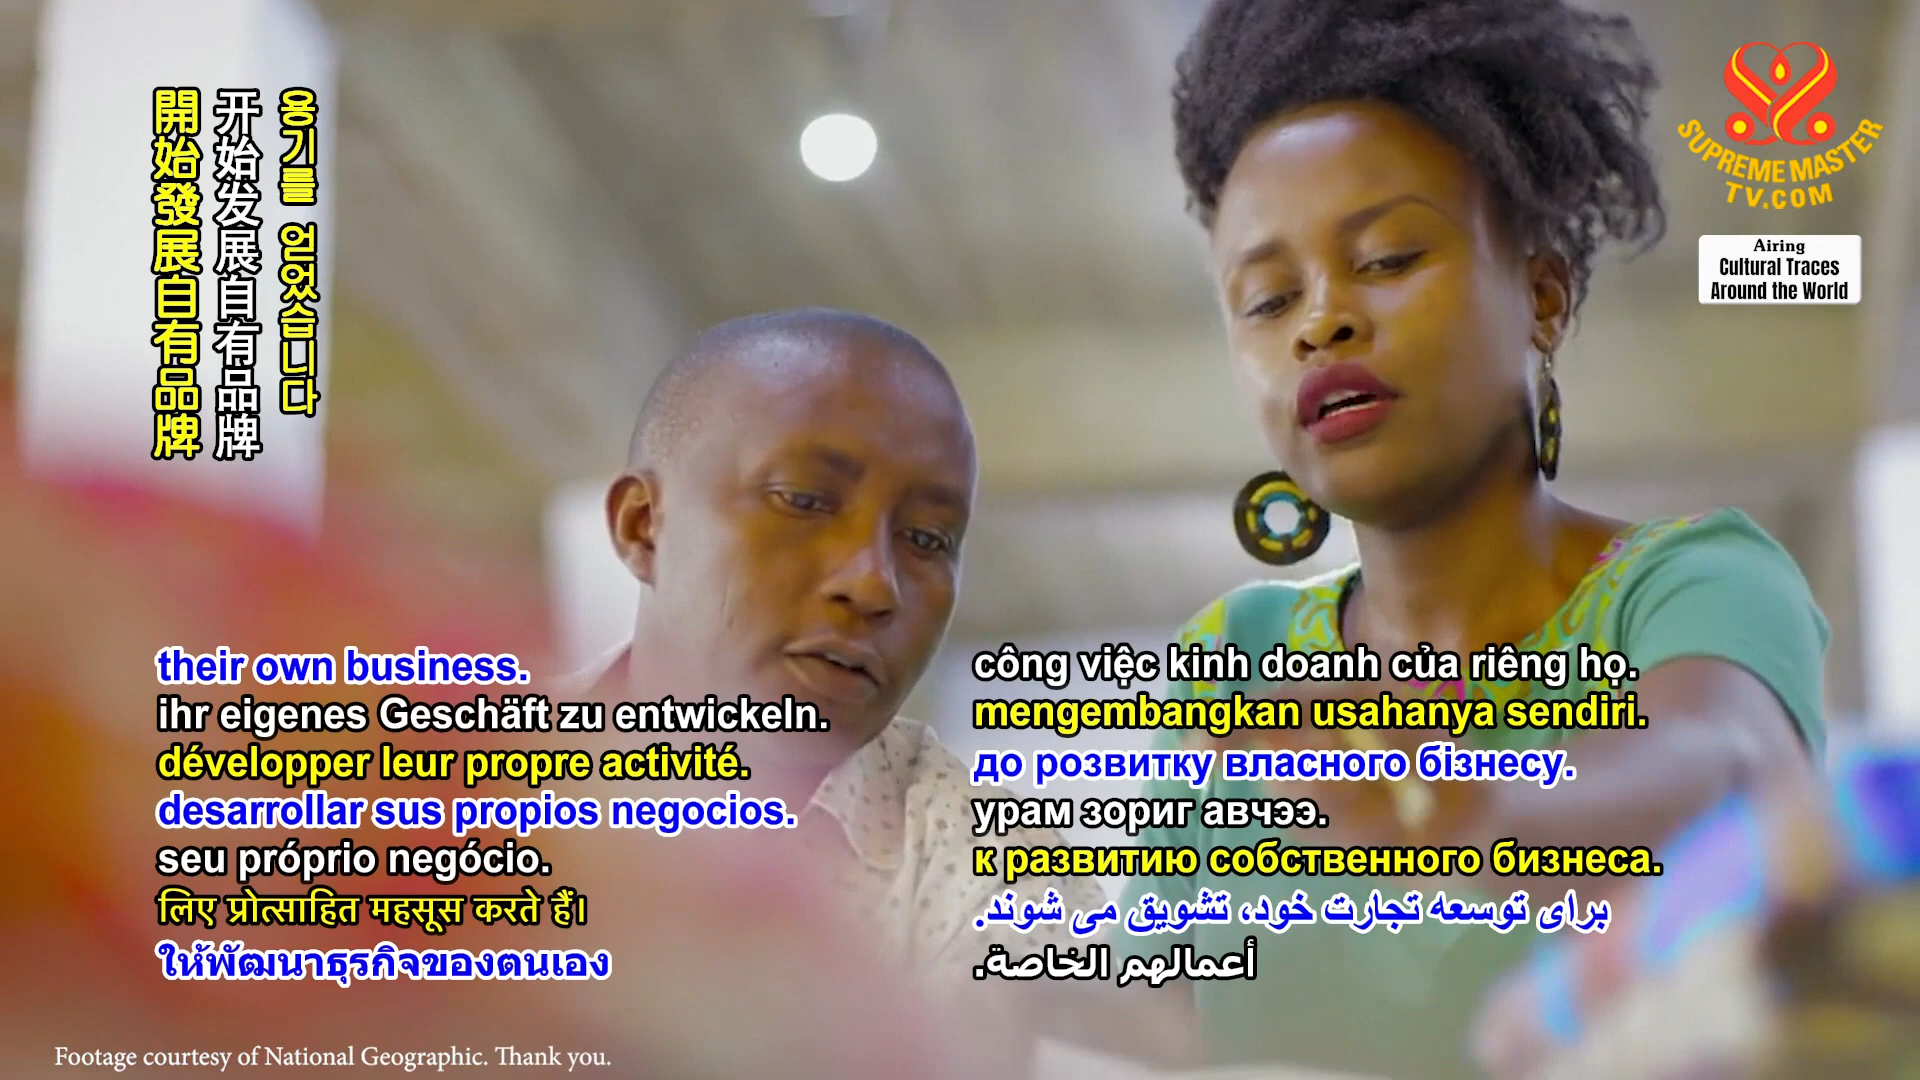 開始發展自有品牌
开始发展自有品牌
용기를 얻었습니다
SUPREME MASTER
TV.COM
Airing
Cultural Traces
Around the World
their own business.
ihr eigenes Geschäft zu entwickeln.
développer leur propre activité.
desarrollar sus propios negocios.
seu próprio negócio.
लिए प्रोत्साहित महसूस करते हैं।
ให้พัฒนาธุรกิจของตนเอง
công việc kinh doanh của riêng họ.
mengembangkan usahanya sendiri.
до розвитку власного бізнесу.
урам зориг авчээ.
к развитию собственного бизнеса.
برای توسعه تجارت خود، تشویق می شوند.
أعمالهم الخاصة.
Footage courtesy of National Geographic. Thank you.